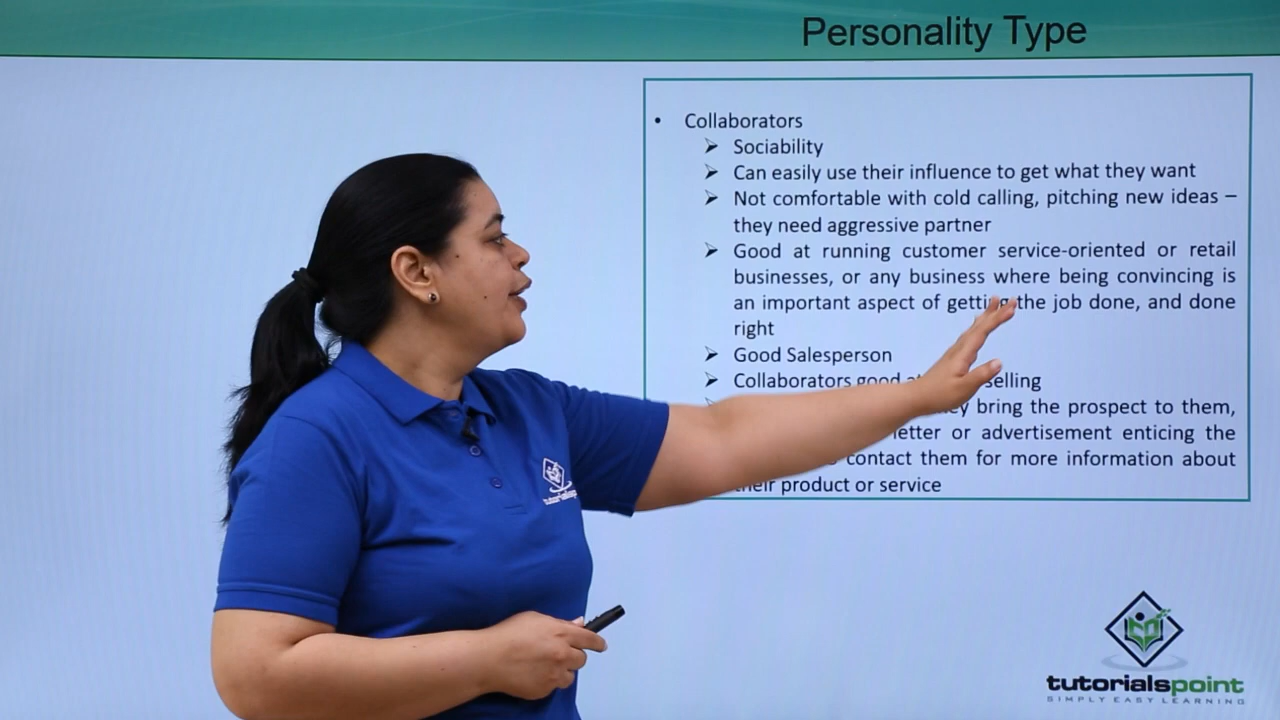 Personality Type
• Collaborators
➢ Sociability
➢ Can easily use their influence to get what they want
➢ Not comfortable with cold calling, pitching new ideas –
they need aggressive partner
➢ Good at running customer service-oriented or retail
businesses, or any business where being convincing is
an important aspect of getting the job done, and done
right
➢ Good Salesperson
➢ Collaborators good selling
bring the prospect to them,
letter or advertisement enticing the
contact them for more information about
their product or service
tutorialspoint
tutorialspoint
SIMPLY EASY LEARNING